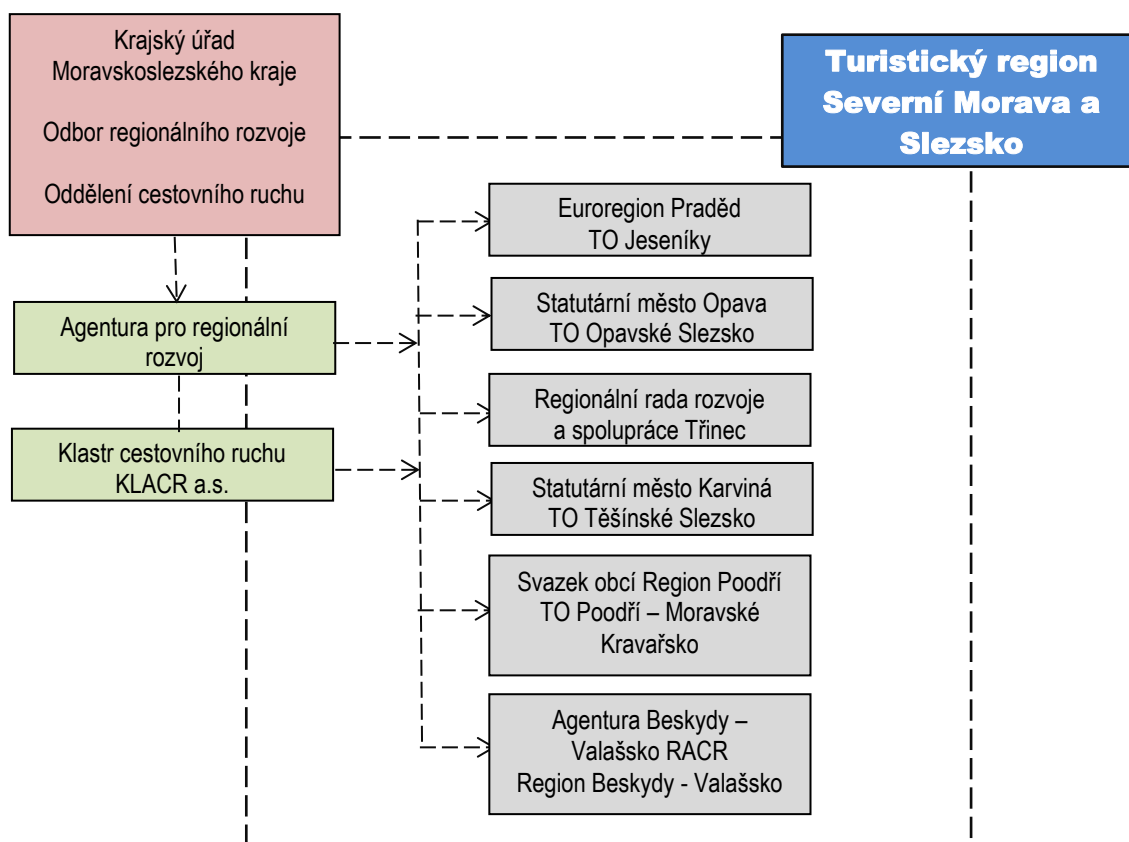 Krajský úřad
Moravskoslezského kraje
Odbor regionálního rozvoje
Oddělení cestovního ruchu
Turistický region
Severní Morava a
Slezsko
Euroregion Praděd
TO Jeseníky
Statutární město Opava
TO Opavské Slezsko
Agentura pro regionální
rozvoj
Regionální rada rozvoje
a spolupráce Třinec
Klastr cestovního ruchu
KLACR a.s.
Statutární město Karviná
TO Těšínské Slezsko
Svazek obcí Region Poodří
TO Poodří – Moravské
Kravařsko
Agentura Beskydy –
Valašsko RACR
Region Beskydy - Valašsko